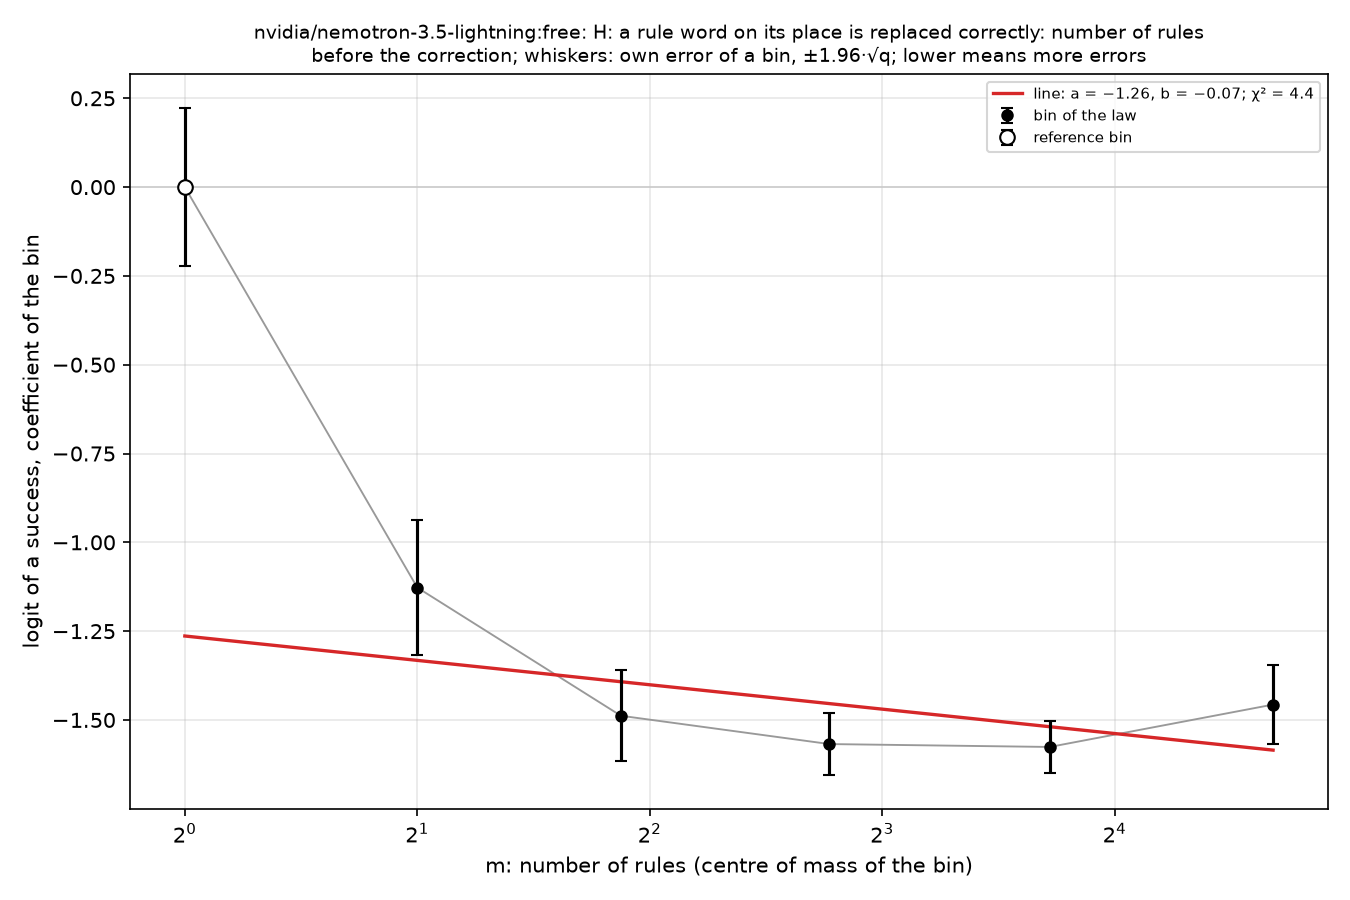 nvidia/nemotron-3.5-lightning:free: H: a rule word on its place is replaced correctly: number of rules
before the correction; whiskers: own error of a bin, ±1.96·√q; lower means more errors
line: a = −1.26, b = −0.07; χ² = 4.4
bin of the law
reference bin
logit of a success, coefficient of the bin
0.25
0.00
−0.25
−0.50
−0.75
−1.00
−1.25
−1.50
2⁰
2¹
2²
2³
2⁴
m: number of rules (centre of mass of the bin)